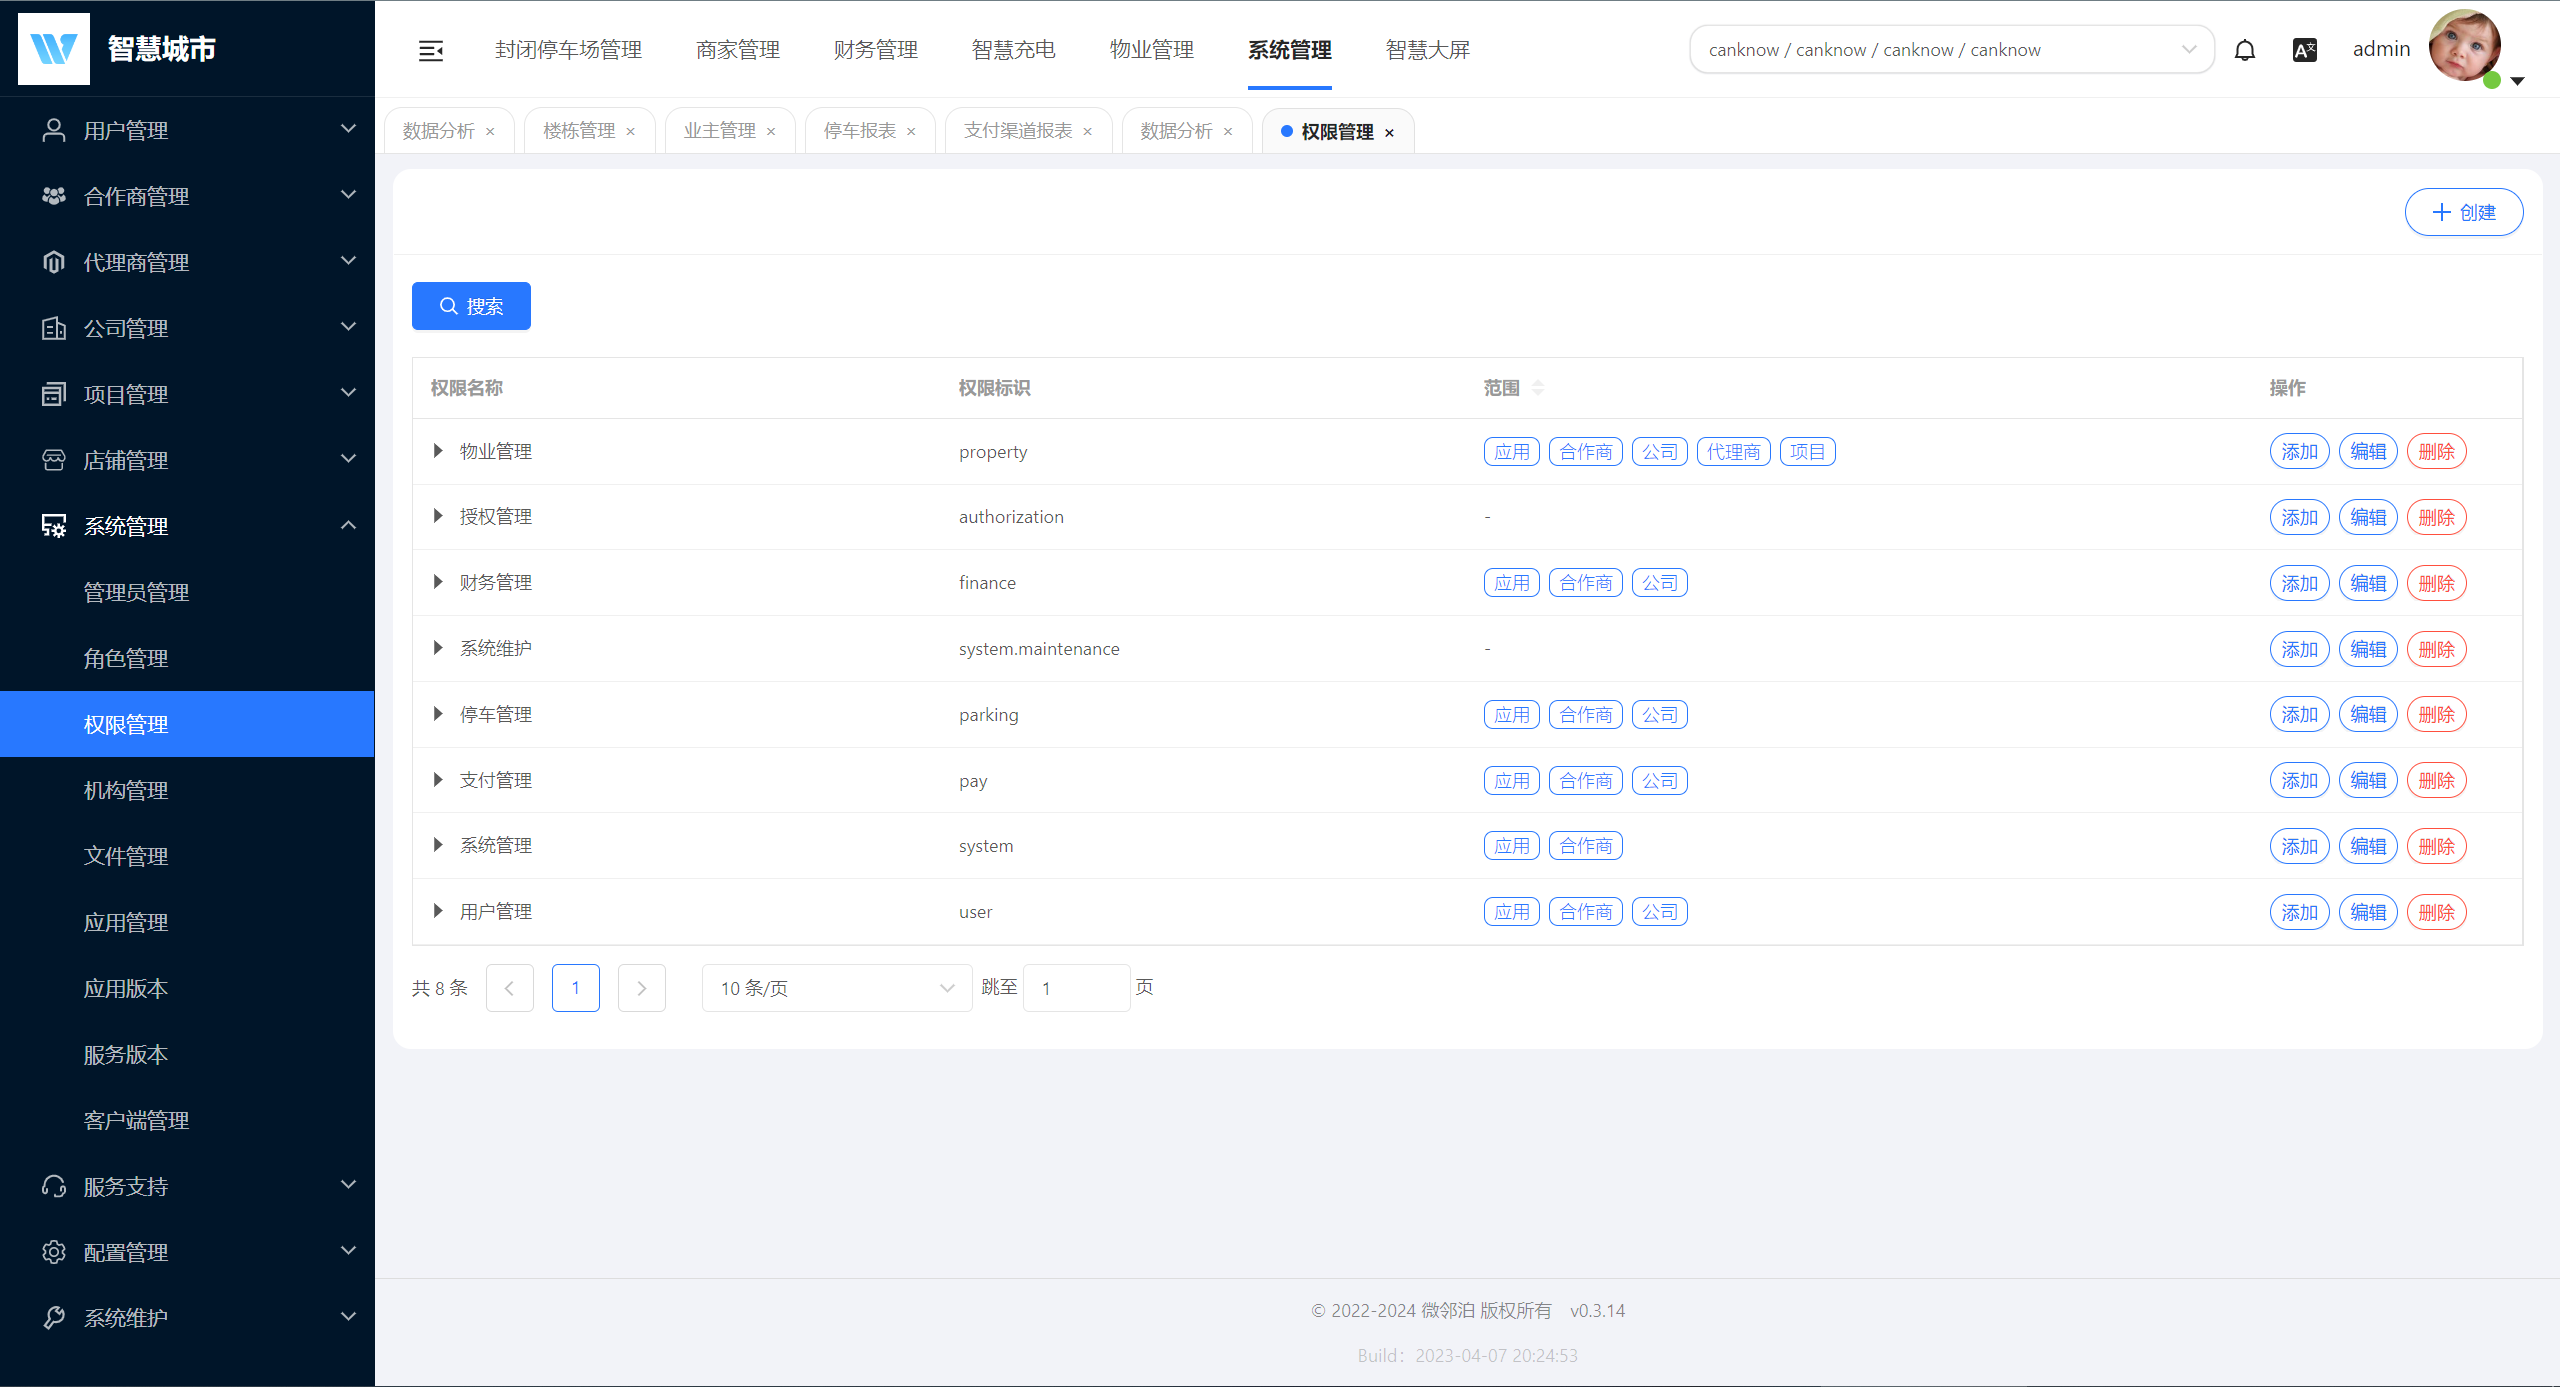 智慧城市
封闭停车场管理 商家管理 财务管理 智慧充电 物业管理 系统管理 智慧大屏
canknow / canknow / canknow / canknow
admin
用户管理
合作商管理
代理商管理
公司管理
项目管理
店铺管理
系统管理
管理员管理
角色管理
权限管理
机构管理
文件管理
应用管理
应用版本
服务版本
客户端管理
服务支持
配置管理
系统维护
数据分析 × 楼栋管理 × 业主管理 × 停车报表 × 支付渠道报表 × 数据分析 × 权限管理 ×
创建
搜索
权限名称 权限标识 范围 操作
物业管理 property 应用 合作商 公司 代理商 项目 添加 编辑 删除
授权管理 authorization - 添加 编辑 删除
财务管理 finance 应用 合作商 公司 添加 编辑 删除
系统维护 system.maintenance - 添加 编辑 删除
停车管理 parking 应用 合作商 公司 添加 编辑 删除
支付管理 pay 应用 合作商 公司 添加 编辑 删除
系统管理 system 应用 合作商 添加 编辑 删除
用户管理 user 应用 合作商 公司 添加 编辑 删除
共 8 条 1 10 条/页 跳至 1 页
© 2022-2024 微邻泊 版权所有 v0.3.14
Build：2023-04-07 20:24:53